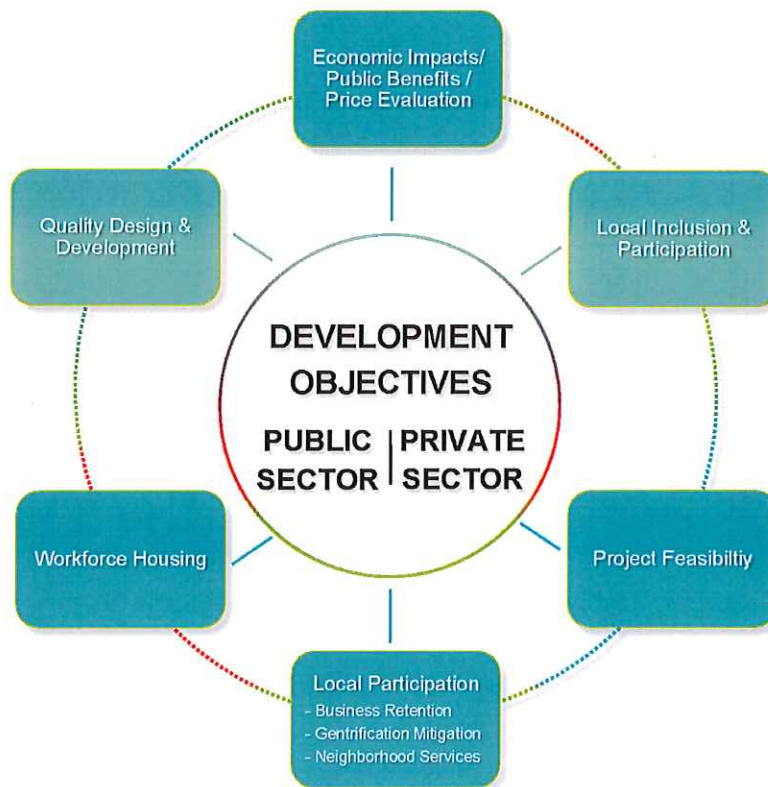 Economic Impacts/
Public Benefits /
Price Evaluation
Quality Design &
Development
Local Inclusion &
Participation
DEVELOPMENT
OBJECTIVES
PUBLIC
SECTOR
PRIVATE
SECTOR
Workforce Housing
Project Feasibiltiy
Local Participation
- Business Retention
- Gentrification Mitigation
- Neighborhood Services